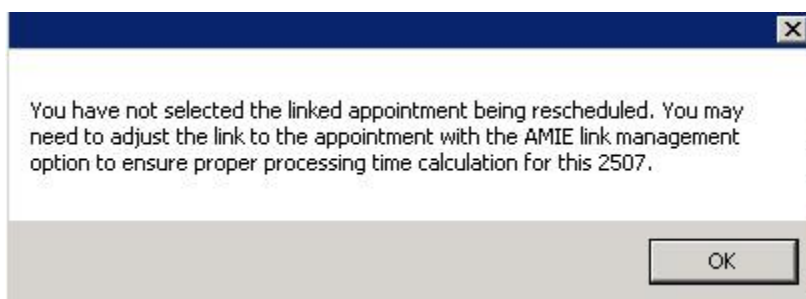 You have not selected the linked appointment being rescheduled. You may
need to adjust the link to the appointment with the AMIE link management
option to ensure proper processing time calculation for this 2507.
OK